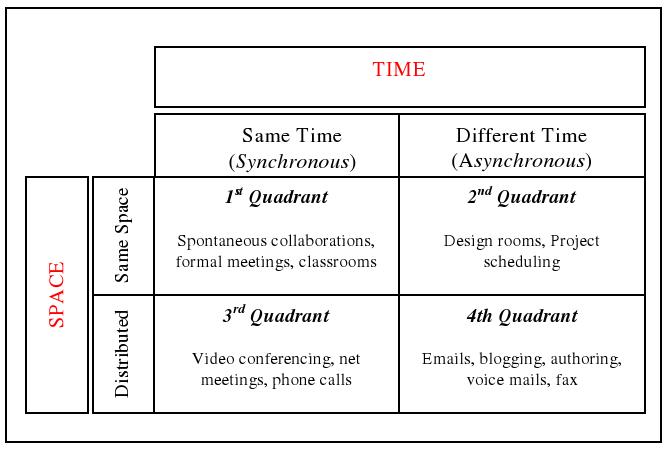 TIME
Same Time
(Synchronous)
Different Time
(Asynchronous)
SPACE
Same Space
1st Quadrant
Spontaneous collaborations,
formal meetings, classrooms
2nd Quadrant
Design rooms, Project
scheduling
Distributed
3rd Quadrant
Video conferencing, net
meetings, phone calls
4th Quadrant
Emails, blogging, authoring,
voice mails, fax